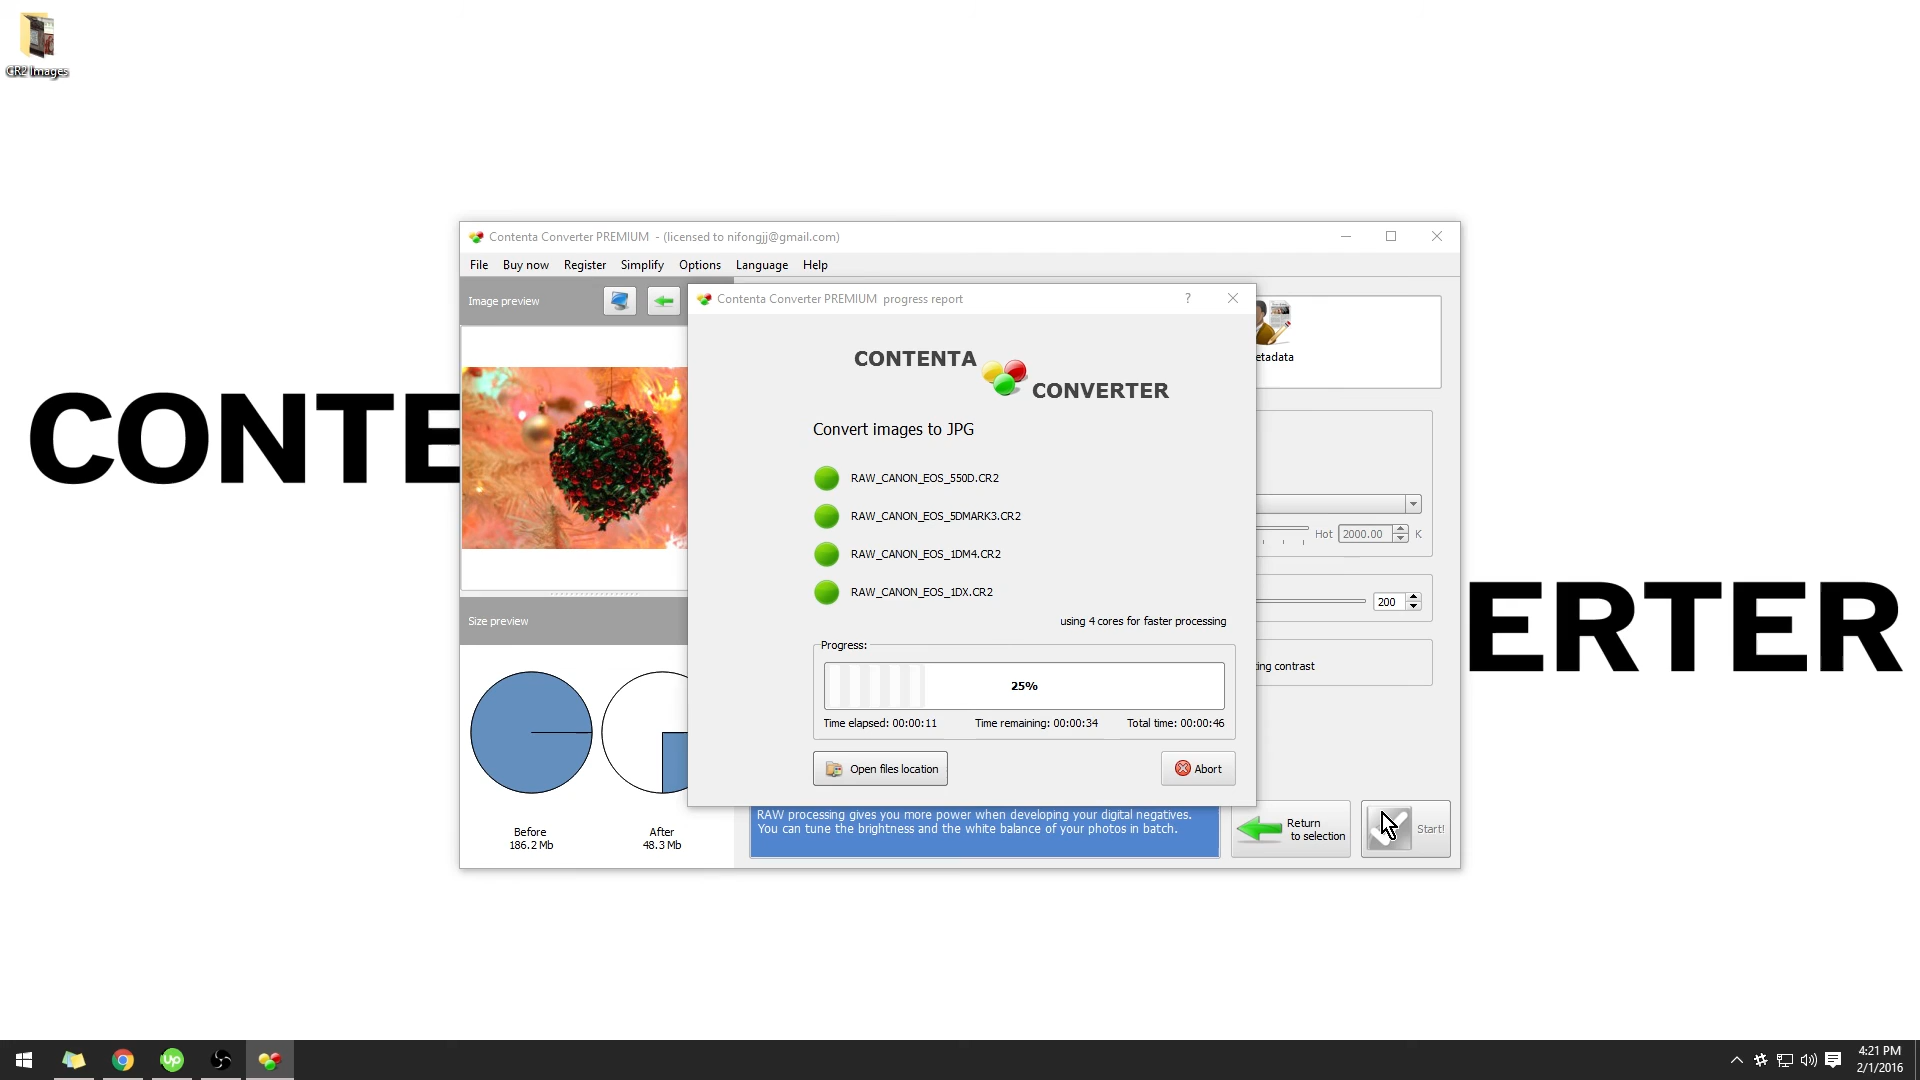 CR2 Images
CONTE
ERTER
Contenta Converter PREMIUM - (licensed to nifongjj@gmail.com)
File Buy now Register Simplify Options Language Help
Image preview
Contenta Converter PREMIUM progress report
?
etadata
CONTENTA
CONVERTER
Convert images to JPG
RAW_CANON_EOS_550D.CR2
RAW_CANON_EOS_5DMARK3.CR2
RAW_CANON_EOS_1DM4.CR2
RAW_CANON_EOS_1DX.CR2
using 4 cores for faster processing
Progress:
25%
Time elapsed: 00:00:11 Time remaining: 00:00:34 Total time: 00:00:46
Open files location
Abort
Hot 2000.00 K
200
ing contrast
Size preview
Before
186.2 Mb
After
48.3 Mb
RAW processing gives you more power when developing your digital negatives.
You can tune the brightness and the white balance of your photos in batch.
Return
to selection
Start!
Up
4:21 PM
2/1/2016